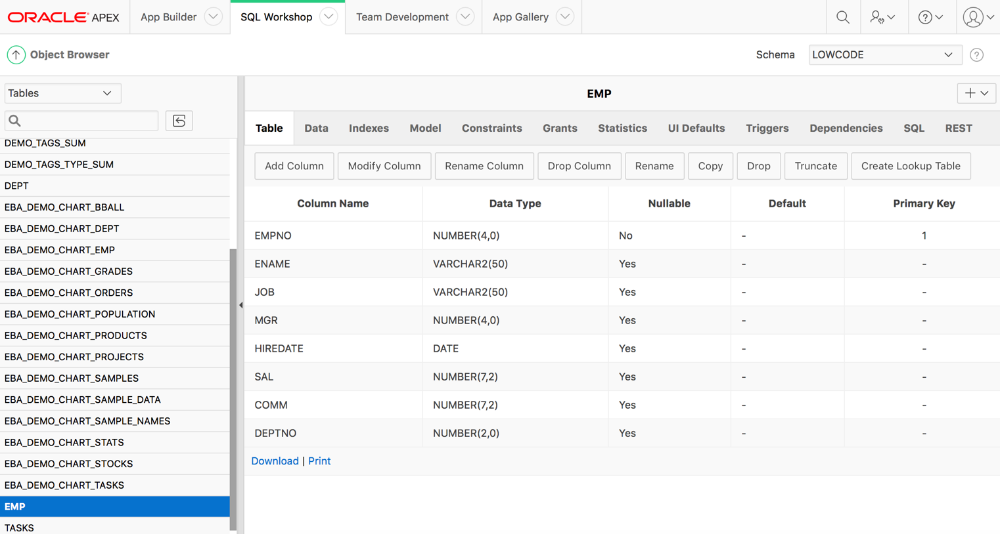 ORACLE APEX App Builder SQL Workshop Team Development App Gallery
Object Browser Schema LOWCODE
Tables
EMP
Table Data Indexes Model Constraints Grants Statistics UI Defaults Triggers Dependencies SQL REST
Add Column Modify Column Rename Column Drop Column Rename Copy Drop Truncate Create Lookup Table
DEMO_TAGS_SUM
DEMO_TAGS_TYPE_SUM
DEPT
EBA_DEMO_CHART_BBALL
EBA_DEMO_CHART_DEPT
EBA_DEMO_CHART_EMP
EBA_DEMO_CHART_GRADES
EBA_DEMO_CHART_ORDERS
EBA_DEMO_CHART_POPULATION
EBA_DEMO_CHART_PRODUCTS
EBA_DEMO_CHART_PROJECTS
EBA_DEMO_CHART_SAMPLES
EBA_DEMO_CHART_SAMPLE_DATA
EBA_DEMO_CHART_SAMPLE_NAMES
EBA_DEMO_CHART_STATS
EBA_DEMO_CHART_STOCKS
EBA_DEMO_CHART_TASKS
EMP
TASKS
Column Name Data Type Nullable Default Primary Key
EMPNO NUMBER(4,0) No - 1
ENAME VARCHAR2(50) Yes - -
JOB VARCHAR2(50) Yes - -
MGR NUMBER(4,0) Yes - -
HIREDATE DATE Yes - -
SAL NUMBER(7,2) Yes - -
COMM NUMBER(7,2) Yes - -
DEPTNO NUMBER(2,0) Yes - -
Download | Print